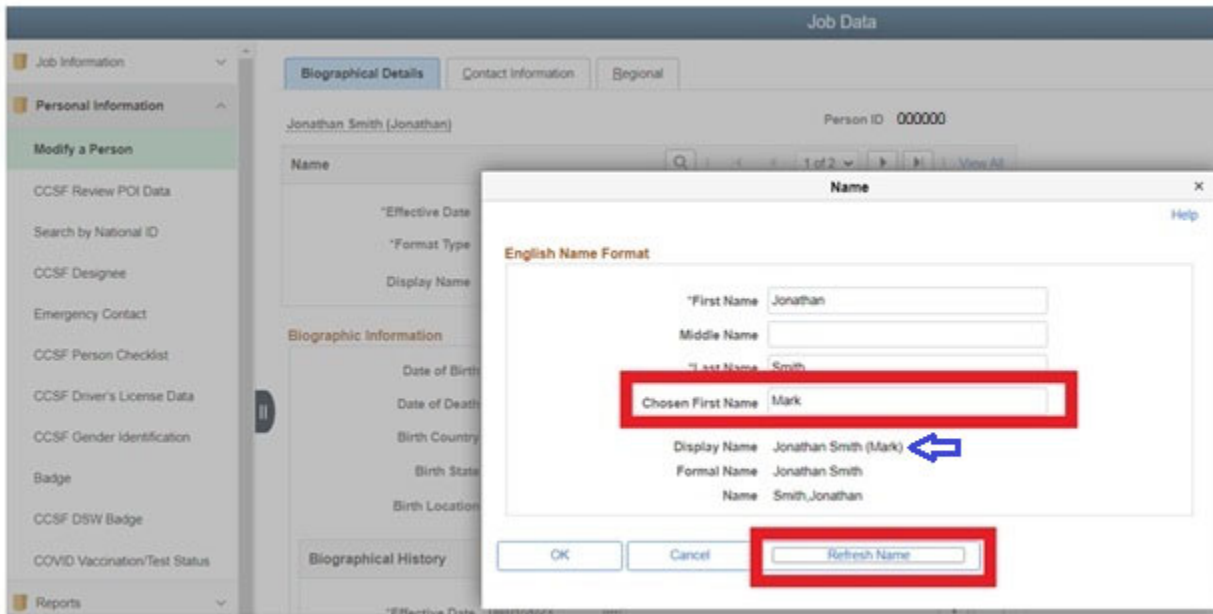 Job Data
Job Information
Personal Information
Modify a Person
CCSF Review POI Data
Search by National ID
CCSF Designee
Emergency Contact
CCSF Person Checklist
CCSF Driver's License Data
CCSF Gender Identification
Badge
CCSF DSW Badge
COVID Vaccination/Test Status
Reports
Biographical Details Contact Information Regional
Jonathan Smith (Jonathan) Person ID 000000
Name 1 of 2 View All
*Effective Date
*Format Type
Display Name
Biographic Information
Date of Birth
Date of Death
Birth Country
Birth State
Birth Location
Biographical History
*Effective Date
Name ×
Help
English Name Format
*First Name Jonathan
Middle Name
*Last Name Smith
Chosen First Name Mark
Display Name Jonathan Smith (Mark)
Formal Name Jonathan Smith
Name Smith,Jonathan
OK Cancel Refresh Name